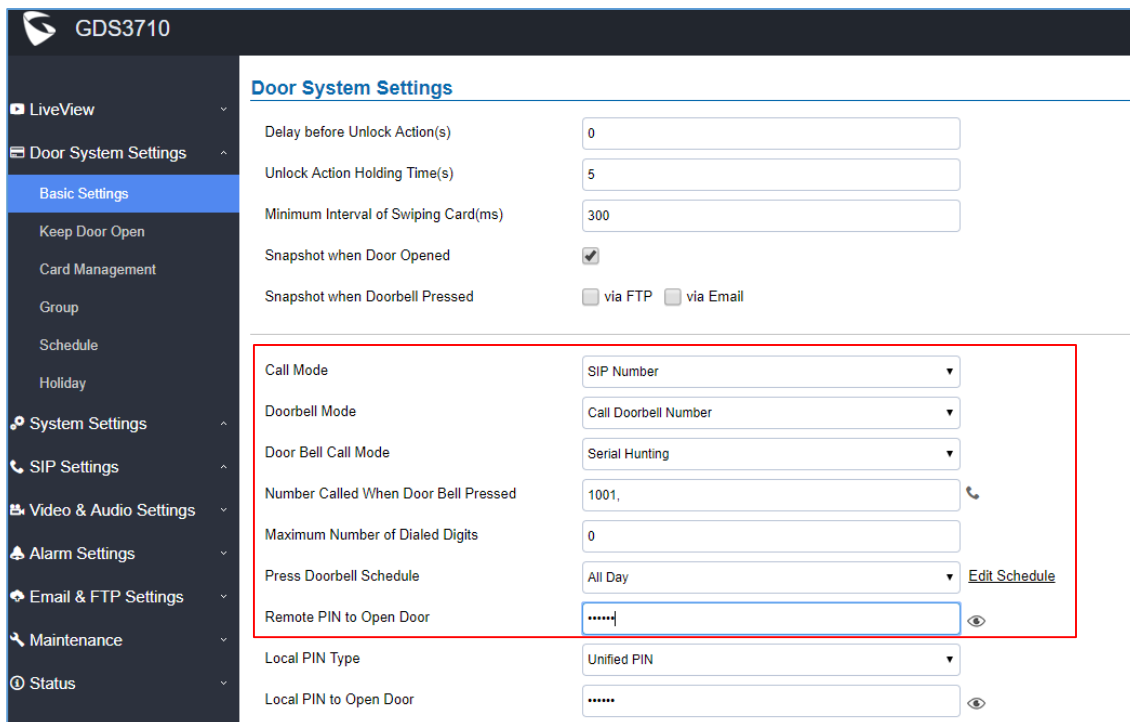 GDS3710
LiveView
Door System Settings
Basic Settings
Keep Door Open
Card Management
Group
Schedule
Holiday
System Settings
SIP Settings
Video & Audio Settings
Alarm Settings
Email & FTP Settings
Maintenance
Status
Door System Settings
Delay before Unlock Action(s) 0
Unlock Action Holding Time(s) 5
Minimum Interval of Swiping Card(ms) 300
Snapshot when Door Opened
Snapshot when Doorbell Pressed via FTP via Email
Call Mode SIP Number
Doorbell Mode Call Doorbell Number
Door Bell Call Mode Serial Hunting
Number Called When Door Bell Pressed 1001,
Maximum Number of Dialed Digits 0
Press Doorbell Schedule All Day Edit Schedule
Remote PIN to Open Door ••••••
Local PIN Type Unified PIN
Local PIN to Open Door ••••••